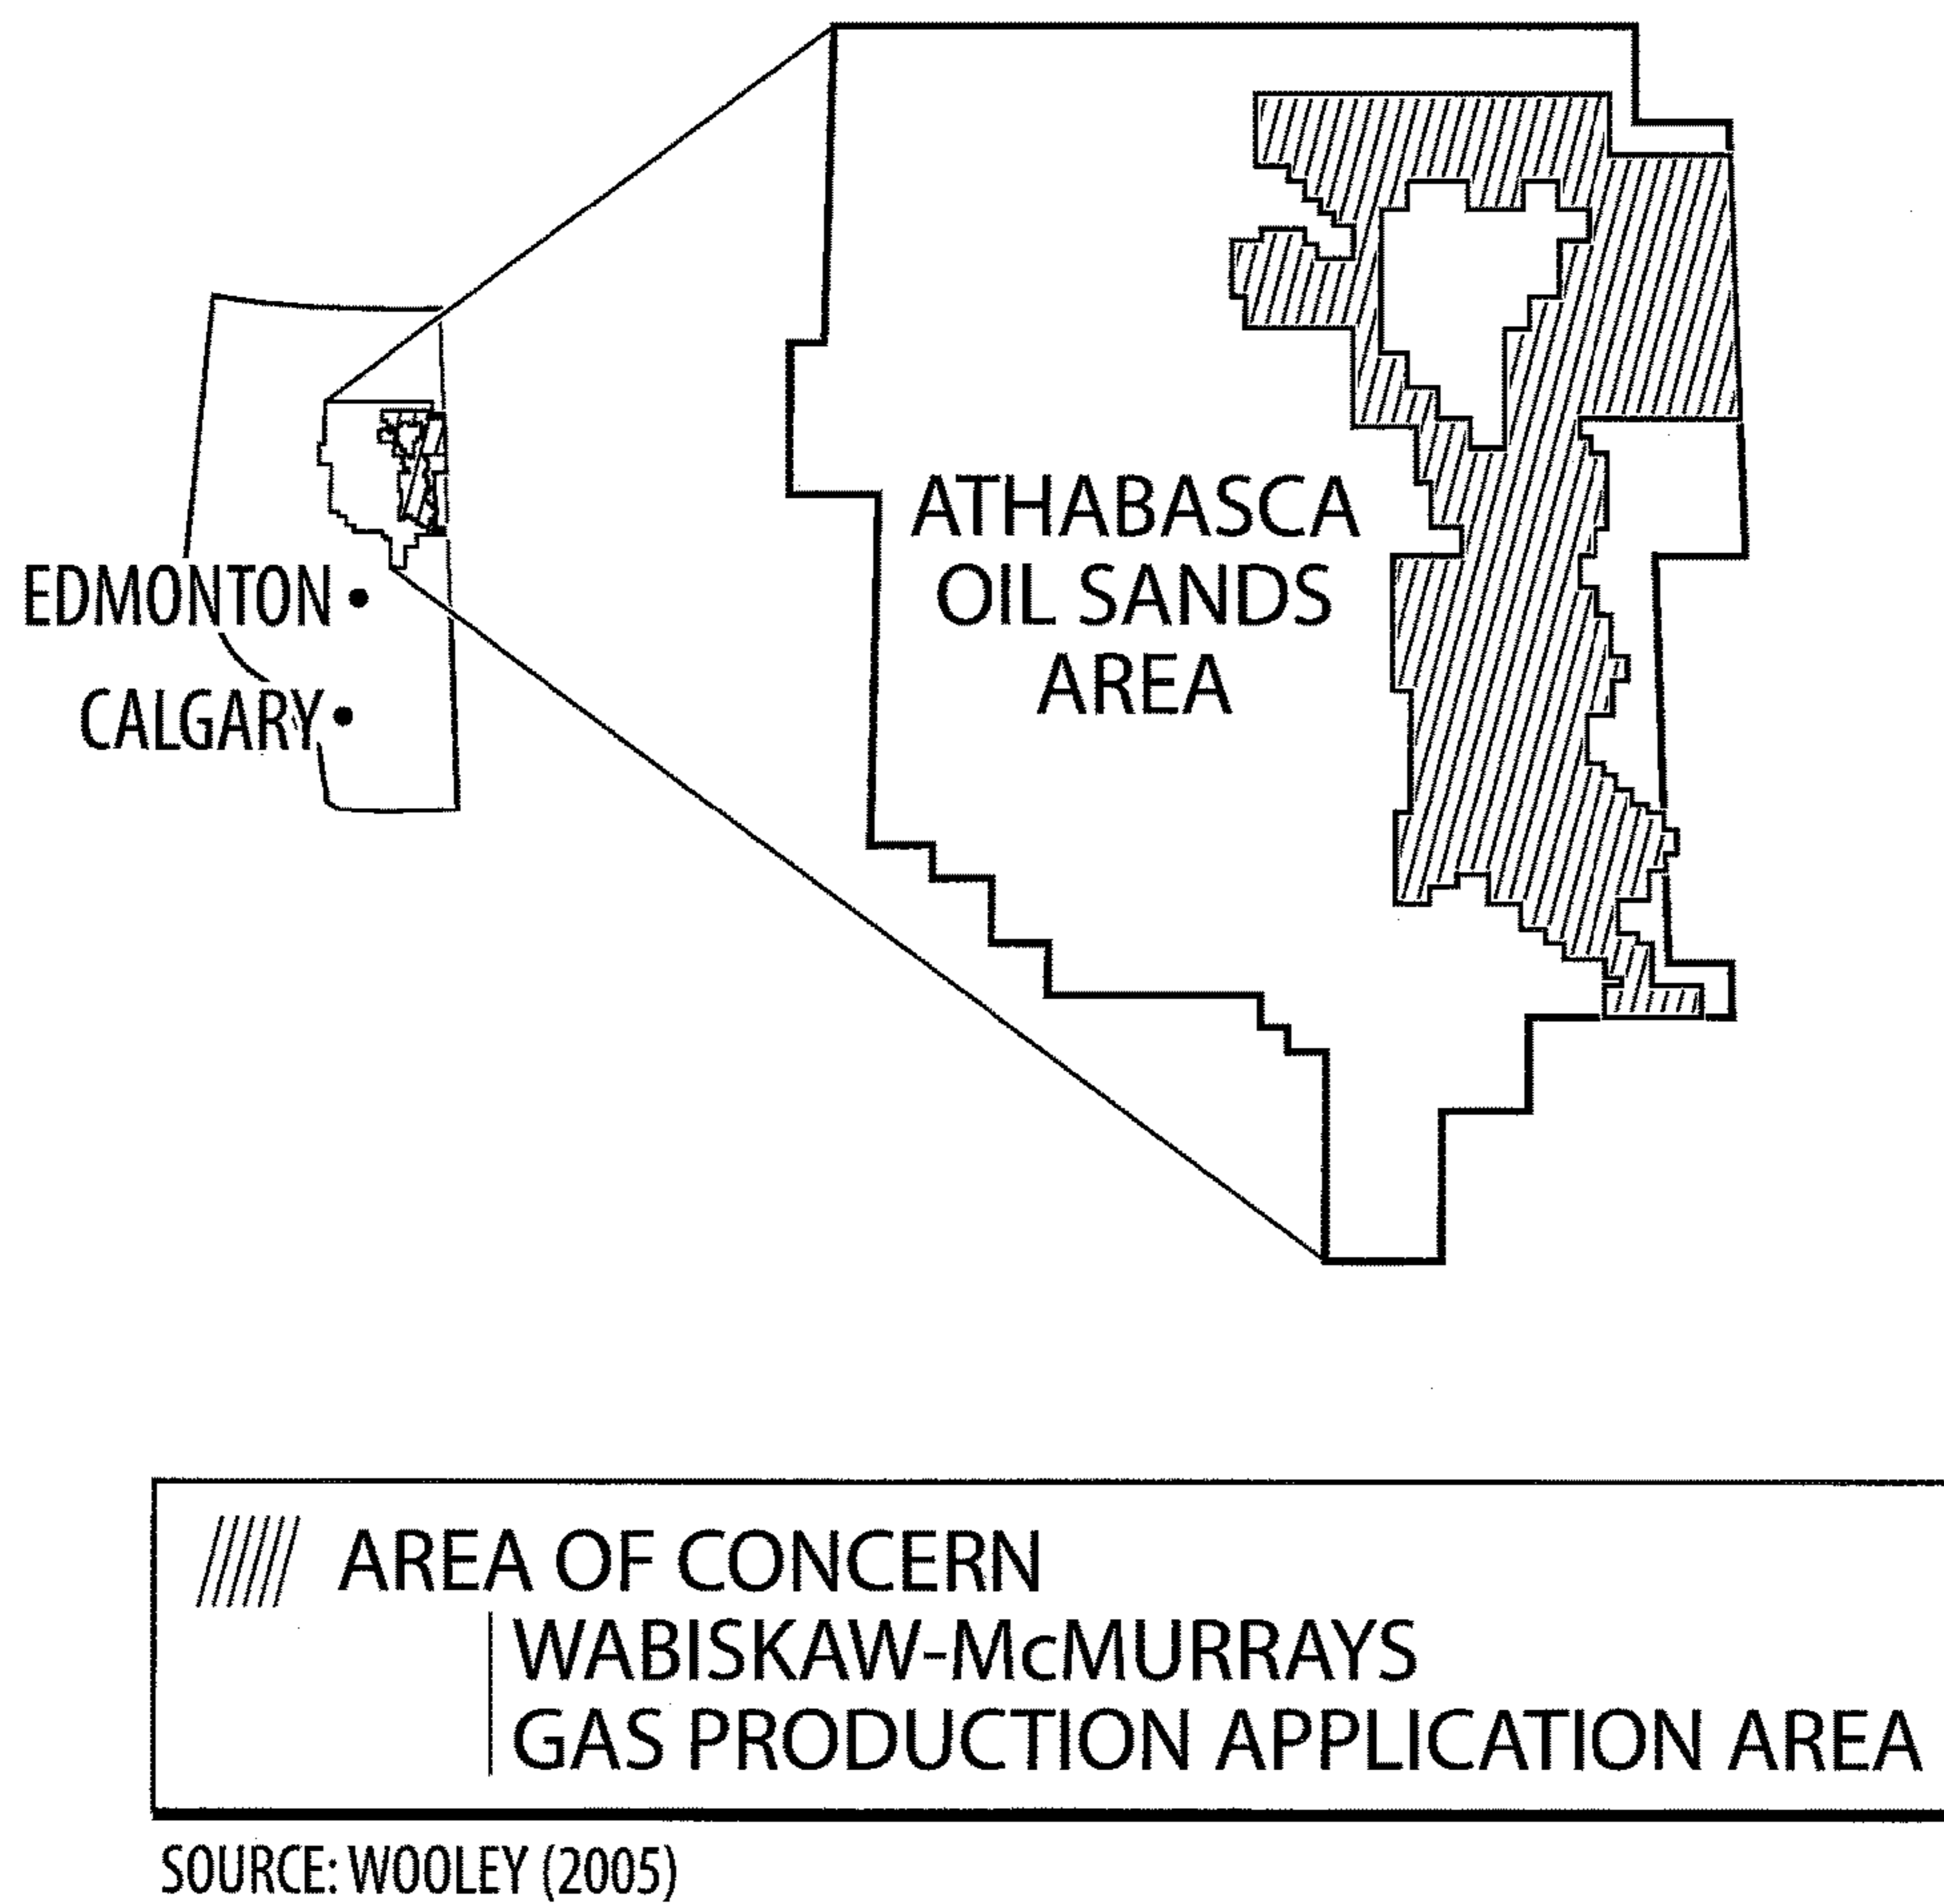 ATHABASCA
OIL SANDS
AREA
EDMONTON
CALGARY
AREA OF CONCERN
WABISKAW-McMURRAYS
GAS PRODUCTION APPLICATION AREA
SOURCE: WOOLEY (2005)